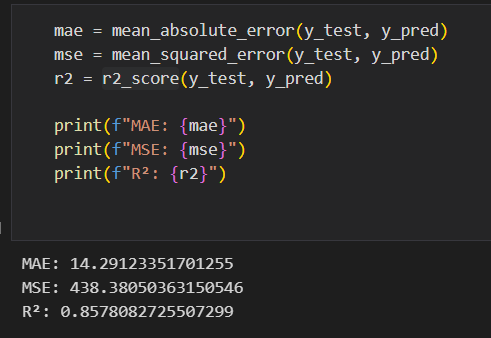 mae = mean_absolute_error(y_test, y_pred)
mse = mean_squared_error(y_test, y_pred)
r2 = r2_score(y_test, y_pred)
print(f"MAE: {mae}")
print(f"MSE: {mse}")
print(f"R²: {r2}")
MAE: 14.29123351701255
MSE: 438.38050363150546
R²: 0.8578082725507299